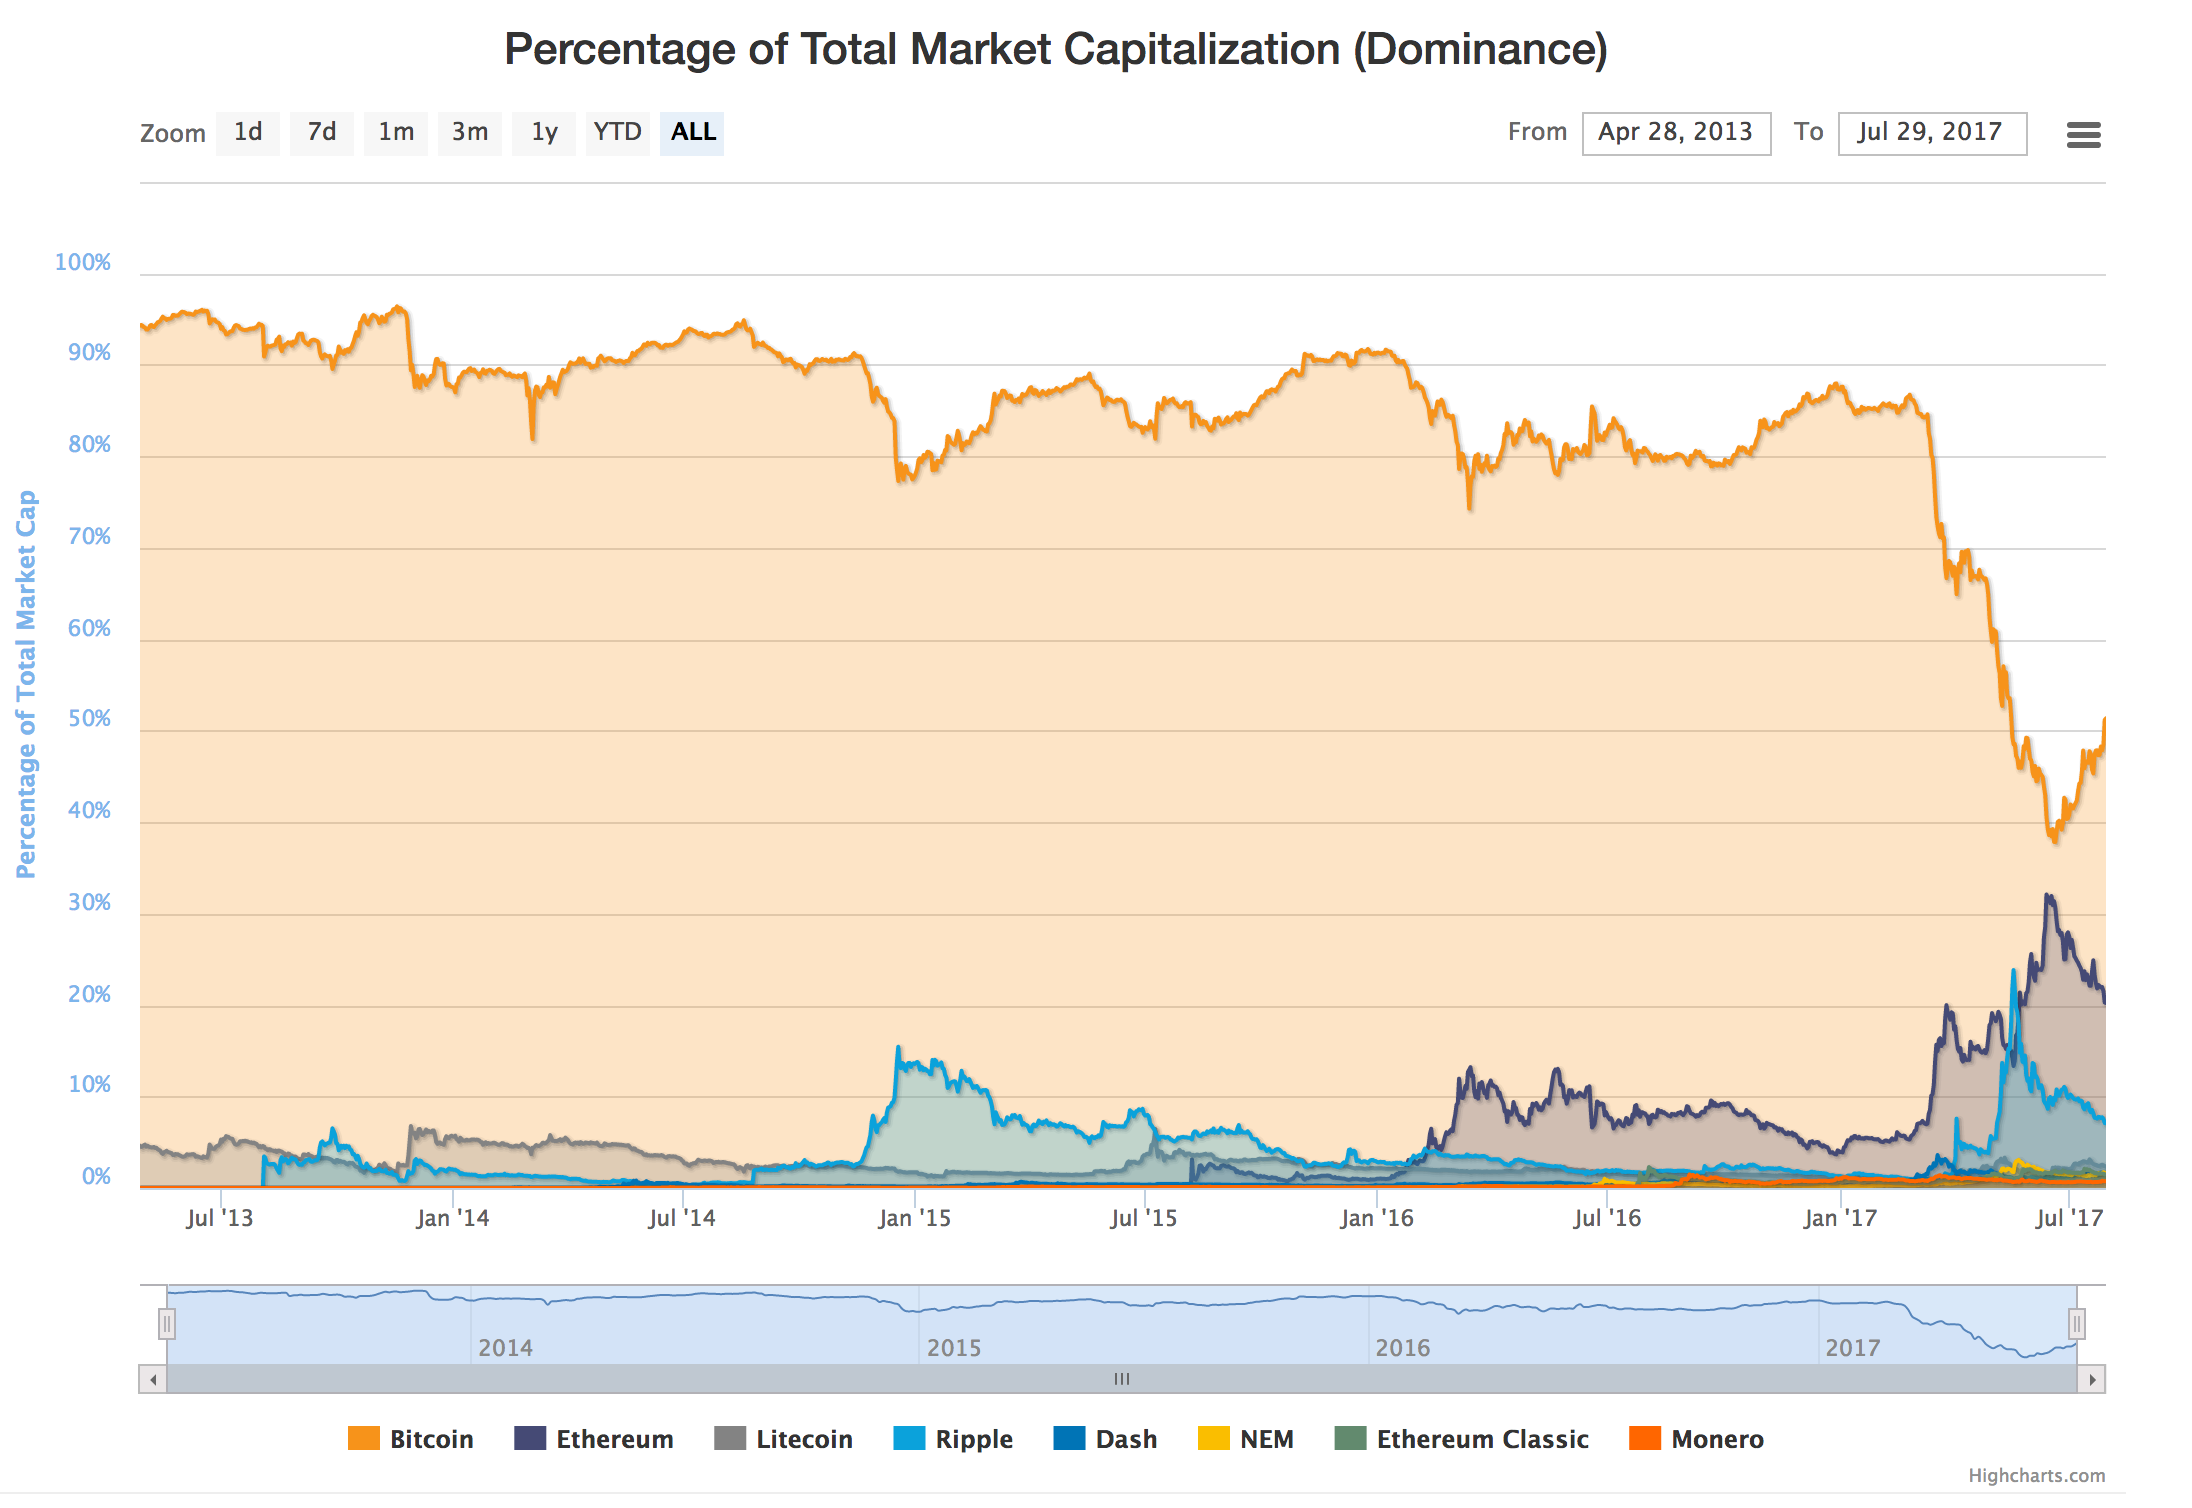 Percentage of Total Market Capitalization (Dominance)
Zoom 1d 7d 1m 3m 1y YTD ALL From Apr 28, 2013 To Jul 29, 2017
Percentage of Total Market Cap
100%
90%
80%
70%
60%
50%
40%
30%
20%
10%
0%
Jul '13 Jan '14 Jul '14 Jan '15 Jul '15 Jan '16 Jul '16 Jan '17 Jul '17
2014 2015 2016 2017
Bitcoin Ethereum Litecoin Ripple Dash NEM Ethereum Classic Monero
Highcharts.com